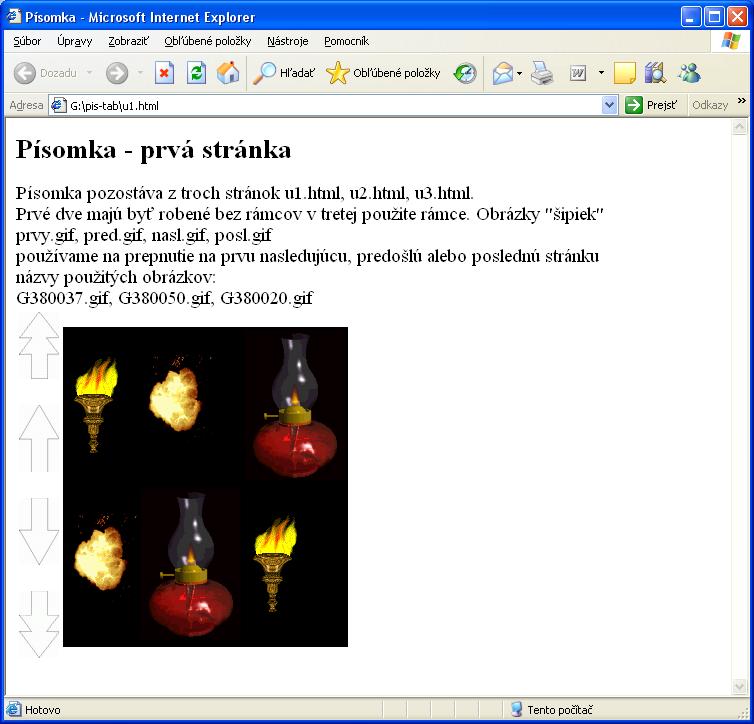 Písomka - Microsoft Internet Explorer
Súbor Úpravy Zobraziť Obľúbené položky Nástroje Pomocník
Dozadu Hľadať Obľúbené položky
Adresa G:\pis-tab\u1.html Prejsť Odkazy »
Písomka - prvá stránka
Písomka pozostáva z troch stránok u1.html, u2.html, u3.html.
Prvé dve majú byť robené bez rámcov v tretej použite rámce. Obrázky "šipiek"
prvy.gif, pred.gif, nasl.gif, posl.gif
používame na prepnutie na prvu nasledujúcu, predošlú alebo poslednú stránku
názvy použitých obrázkov:
G380037.gif, G380050.gif, G380020.gif
Hotovo Tento počítač